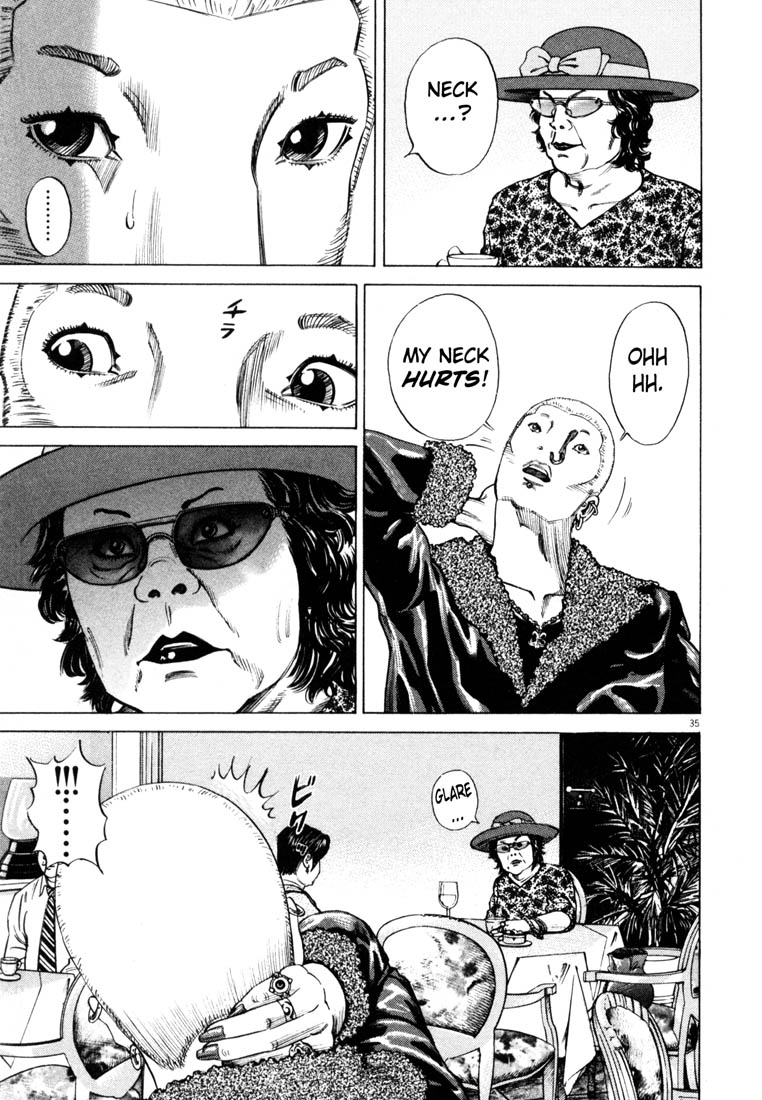 NECK
...?
.......
OHH
HH.
MY NECK
HURTS!
チラ
35
GLARE
...
ビク
!!!......